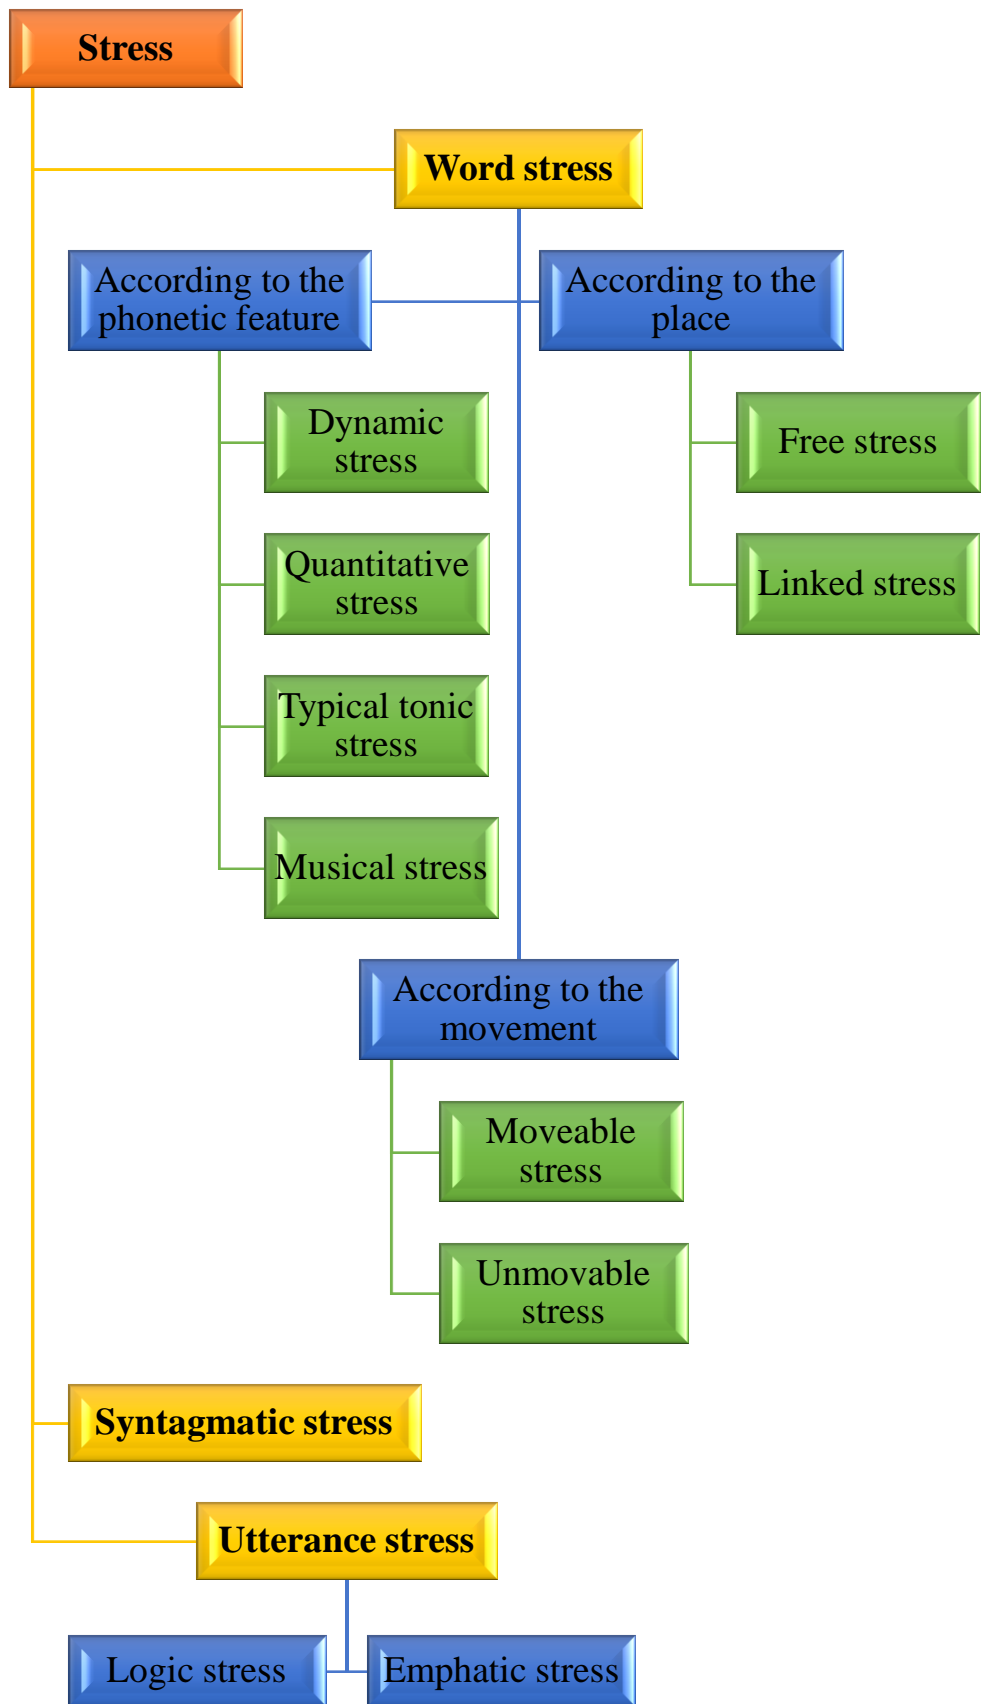 Stress
Word stress
According to the
phonetic feature
According to the
place
Dynamic
stress
Free stress
Quantitative
stress
Linked stress
Typical tonic
stress
Musical stress
According to the
movement
Moveable
stress
Unmovable
stress
Syntagmatic stress
Utterance stress
Logic stress
Emphatic stress